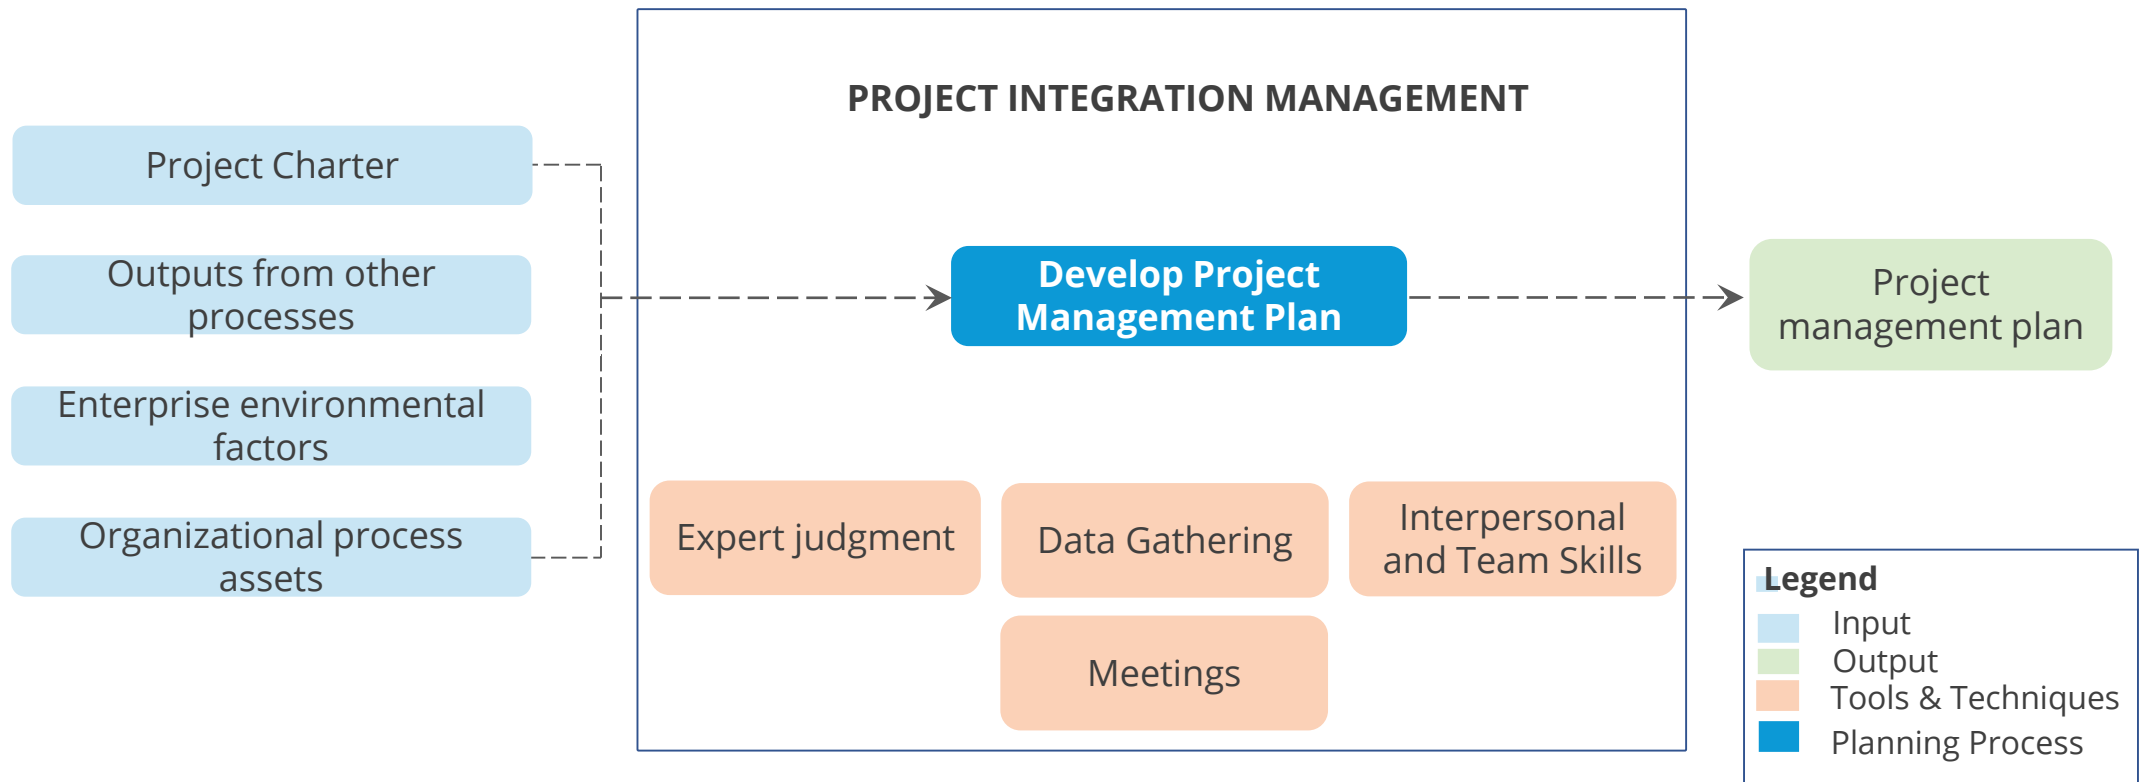 PROJECT INTEGRATION MANAGEMENT
Project Charter
Outputs from other
processes
Enterprise environmental
factors
Organizational process
assets
Develop Project
Management Plan
Project
management plan
Expert judgment
Data Gathering
Interpersonal
and Team Skills
Meetings
Legend
Input
Output
Tools & Techniques
Planning Process